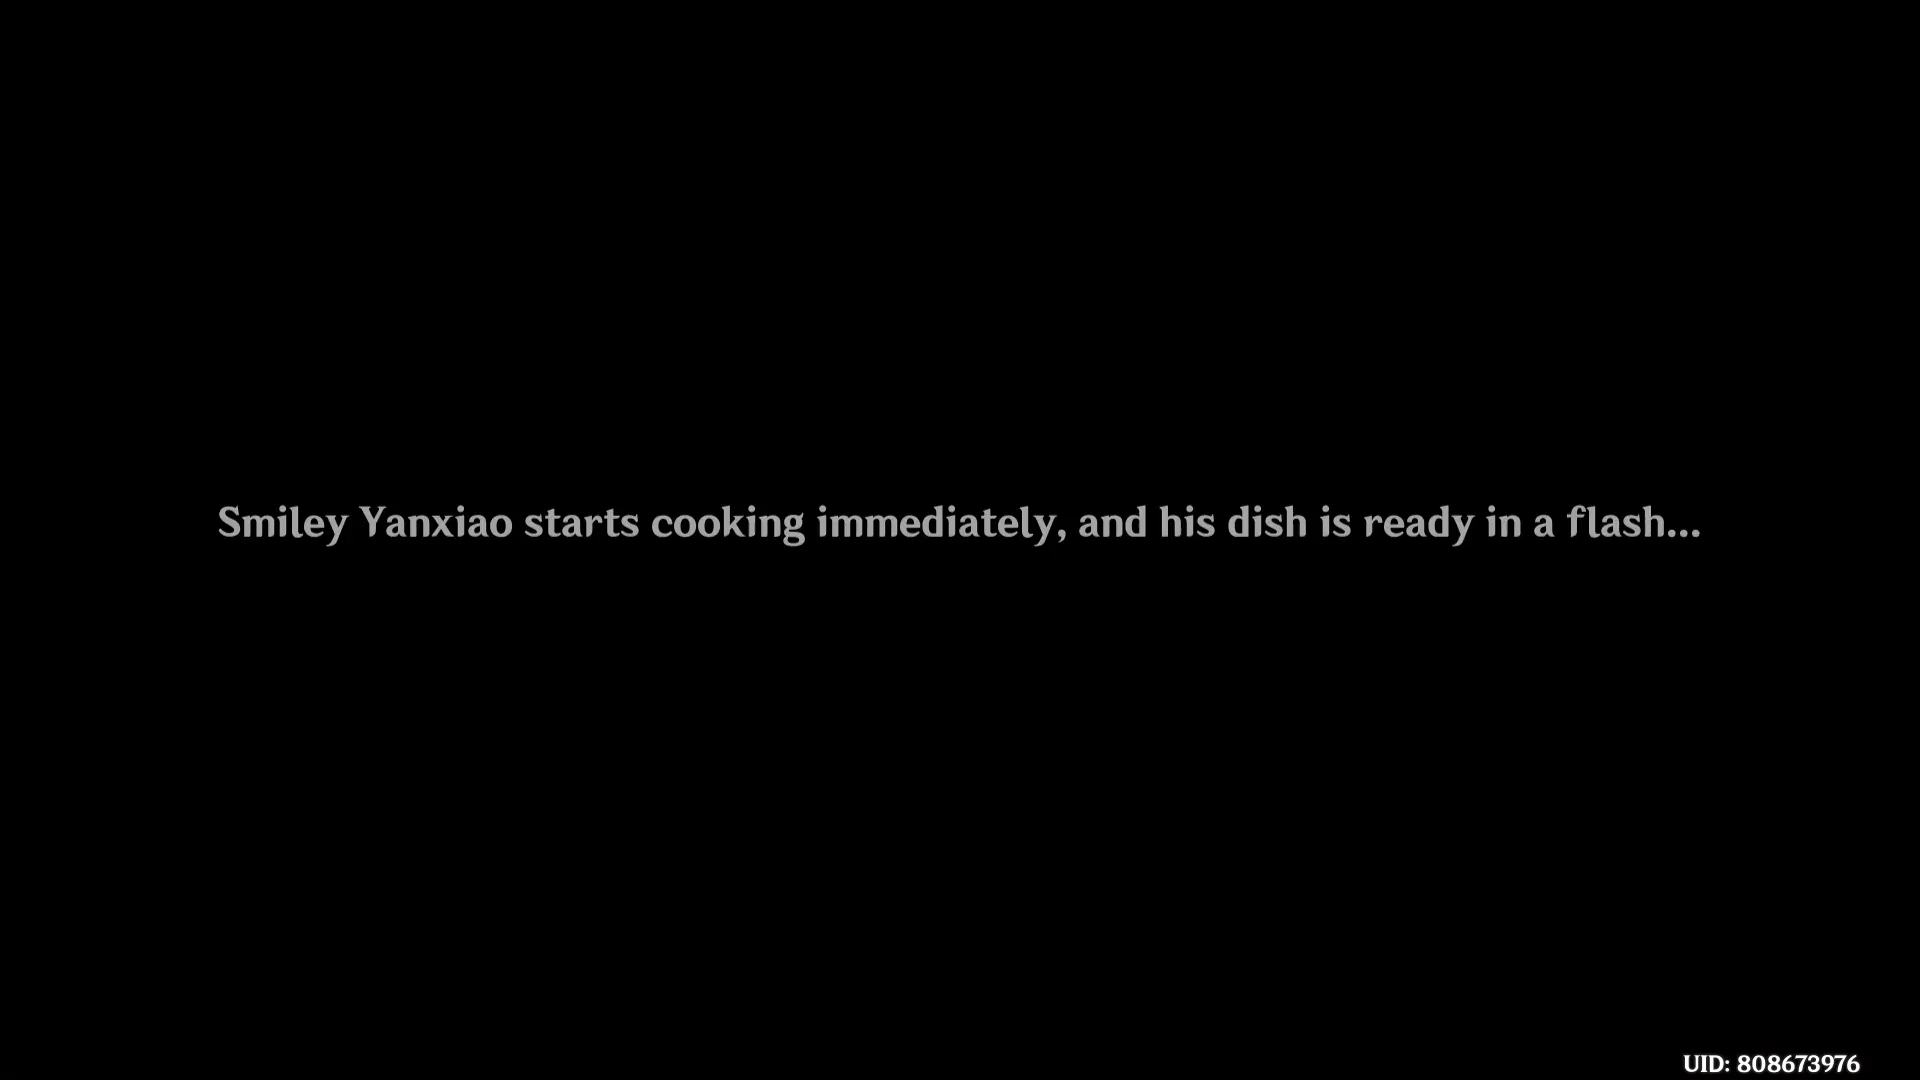 Smiley Yanxiao starts cooking immediately, and his dish is ready in a flash...
UID: 808673976